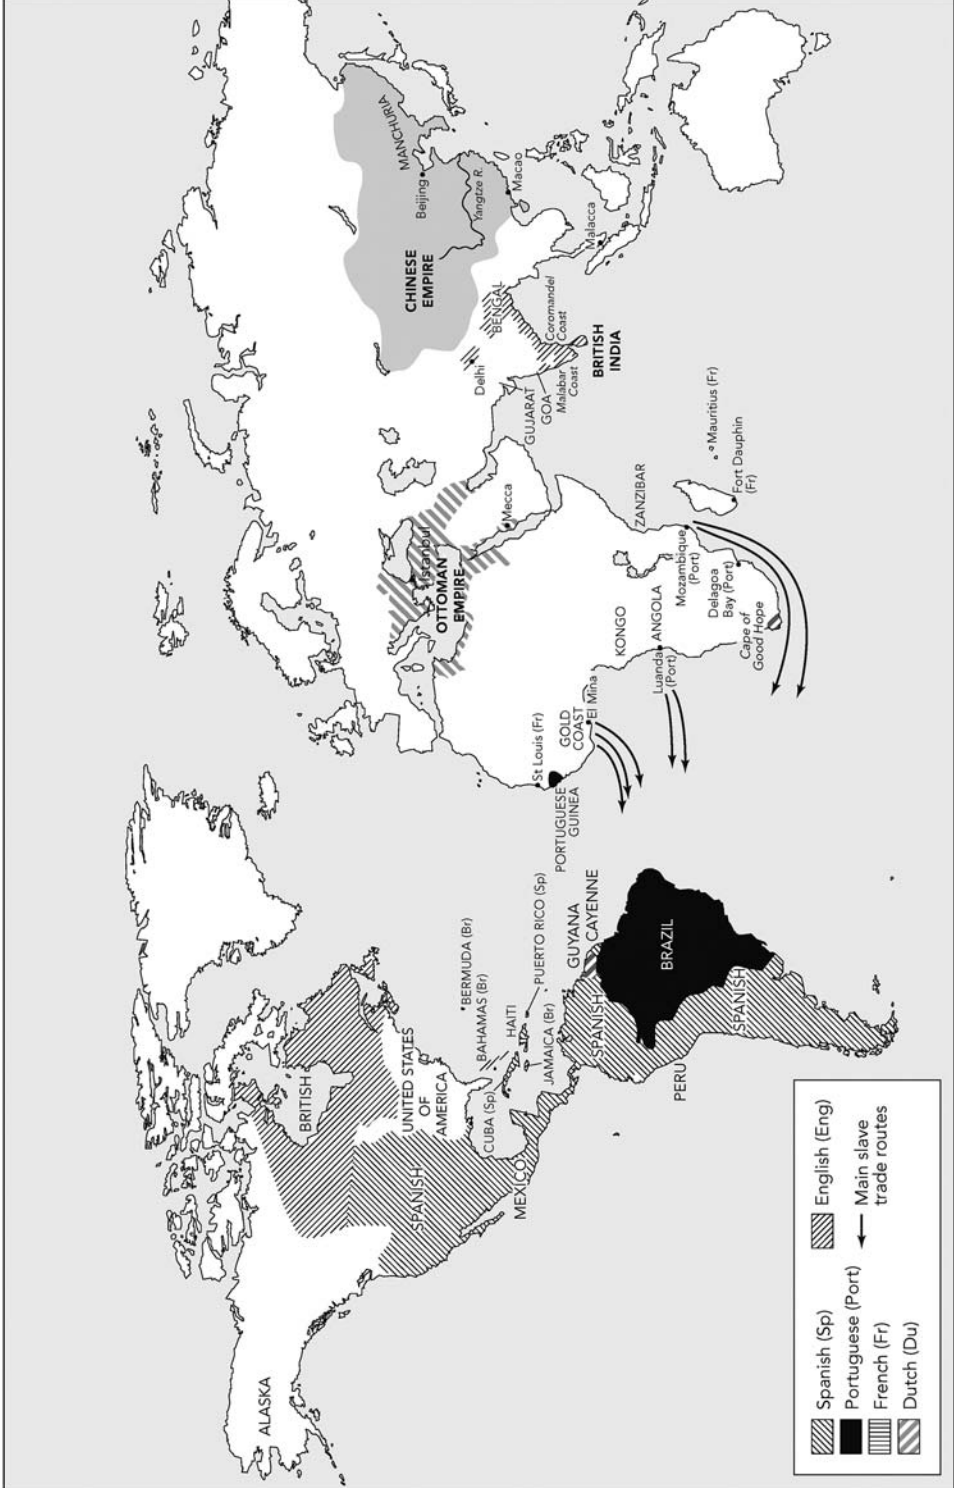 ALASKA
BRITISH
UNITED STATES
OF
AMERICA
SPANISH
MEXICO
CUBA (Sp)
BERMUDA (Br)
BAHAMAS (Br)
HAITI
PUERTO RICO (Sp)
JAMAICA (Br)
GUYANA
CAYENNE
SPANISH
BRAZIL
SPANISH
PERU
St Louis (Fr)
PORTUGUESE
GUINEA
GOLD
COAST
El Mina
KONGO
Luanda
(Port)
ANGOLA
Cape of
Good Hope
Delagoa
Bay (Port)
Mozambique
(Port)
ZANZIBAR
Fort Dauphin
(Fr)
Mauritius (Fr)
OTTOMAN
EMPIRE
Istanbul
Mecca
Delhi
GUJARAT
GOA
Malabar
Coast
BENGAL
Coromandel
Coast
BRITISH
INDIA
CHINESE
EMPIRE
MANCHURIA
Beijing
Yangtze R.
Macao
Malacca
Spanish (Sp)
Portuguese (Port)
French (Fr)
Dutch (Du)
English (Eng)
Main slave
trade routes